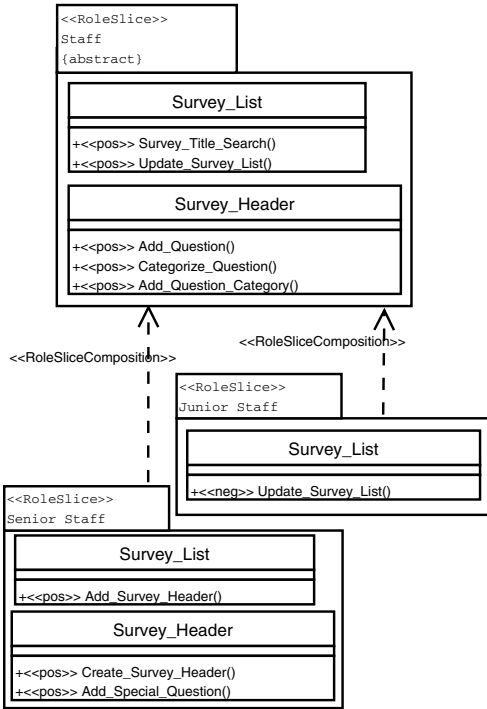 <<RoleSlice>>
Staff
{abstract}
Survey_List
+<<pos>> Survey_Title_Search()
+<<pos>> Update_Survey_List()
Survey_Header
+<<pos>> Add_Question()
+<<pos>> Categorize_Question()
+<<pos>> Add_Question_Category()
<<RoleSliceComposition>>
<<RoleSliceComposition>>
<<RoleSlice>>
Junior Staff
Survey_List
+<<neg>> Update_Survey_List()
<<RoleSlice>>
Senior Staff
Survey_List
+<<pos>> Add_Survey_Header()
Survey_Header
+<<pos>> Create_Survey_Header()
+<<pos>> Add_Special_Question()